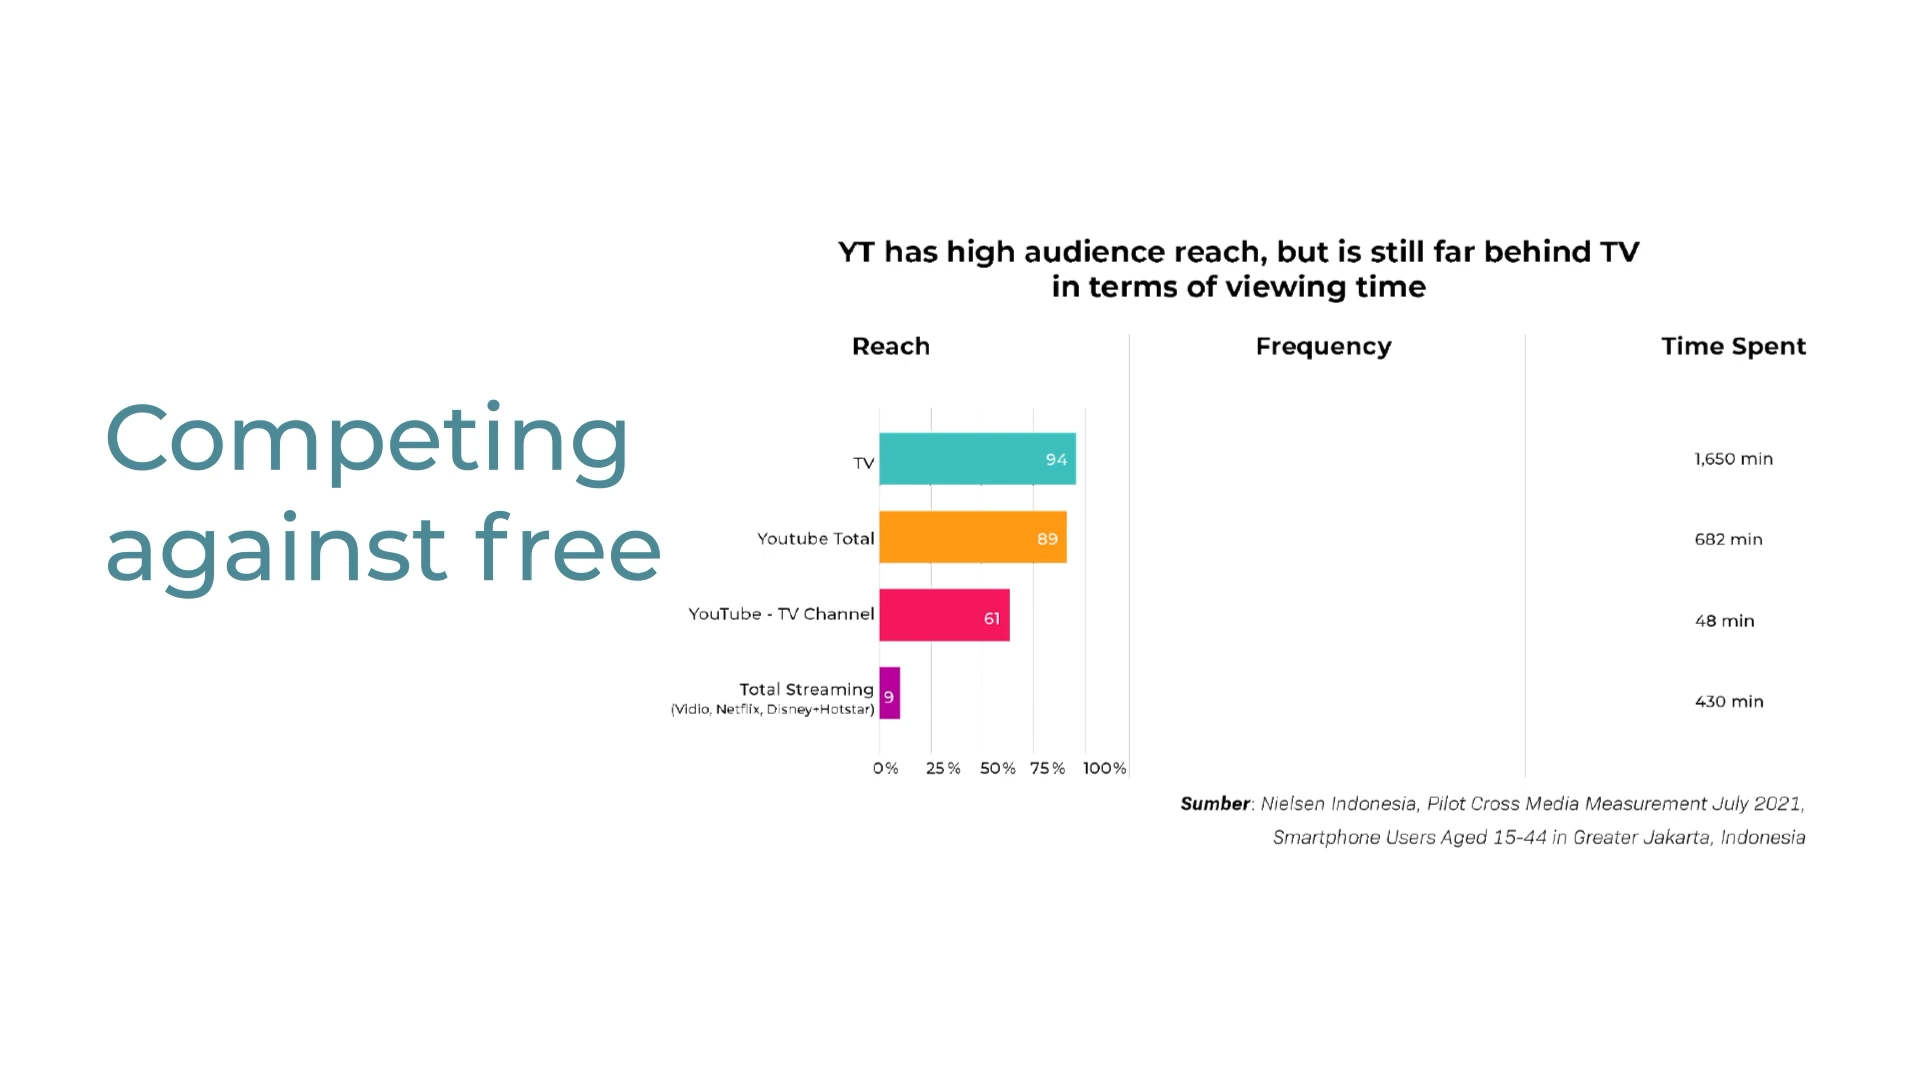 Competing
against free
YT has high audience reach, but is still far behind TV
in terms of viewing time
Reach
Frequency
Time Spent
TV
94
1,650 min
Youtube Total
89
682 min
YouTube - TV Channel
61
48 min
Total Streaming
(Vidio, Netflix, Disney+Hotstar)
9
430 min
0% 25% 50% 75% 100%
Sumber: Nielsen Indonesia, Pilot Cross Media Measurement July 2021,
Smartphone Users Aged 15-44 in Greater Jakarta, Indonesia